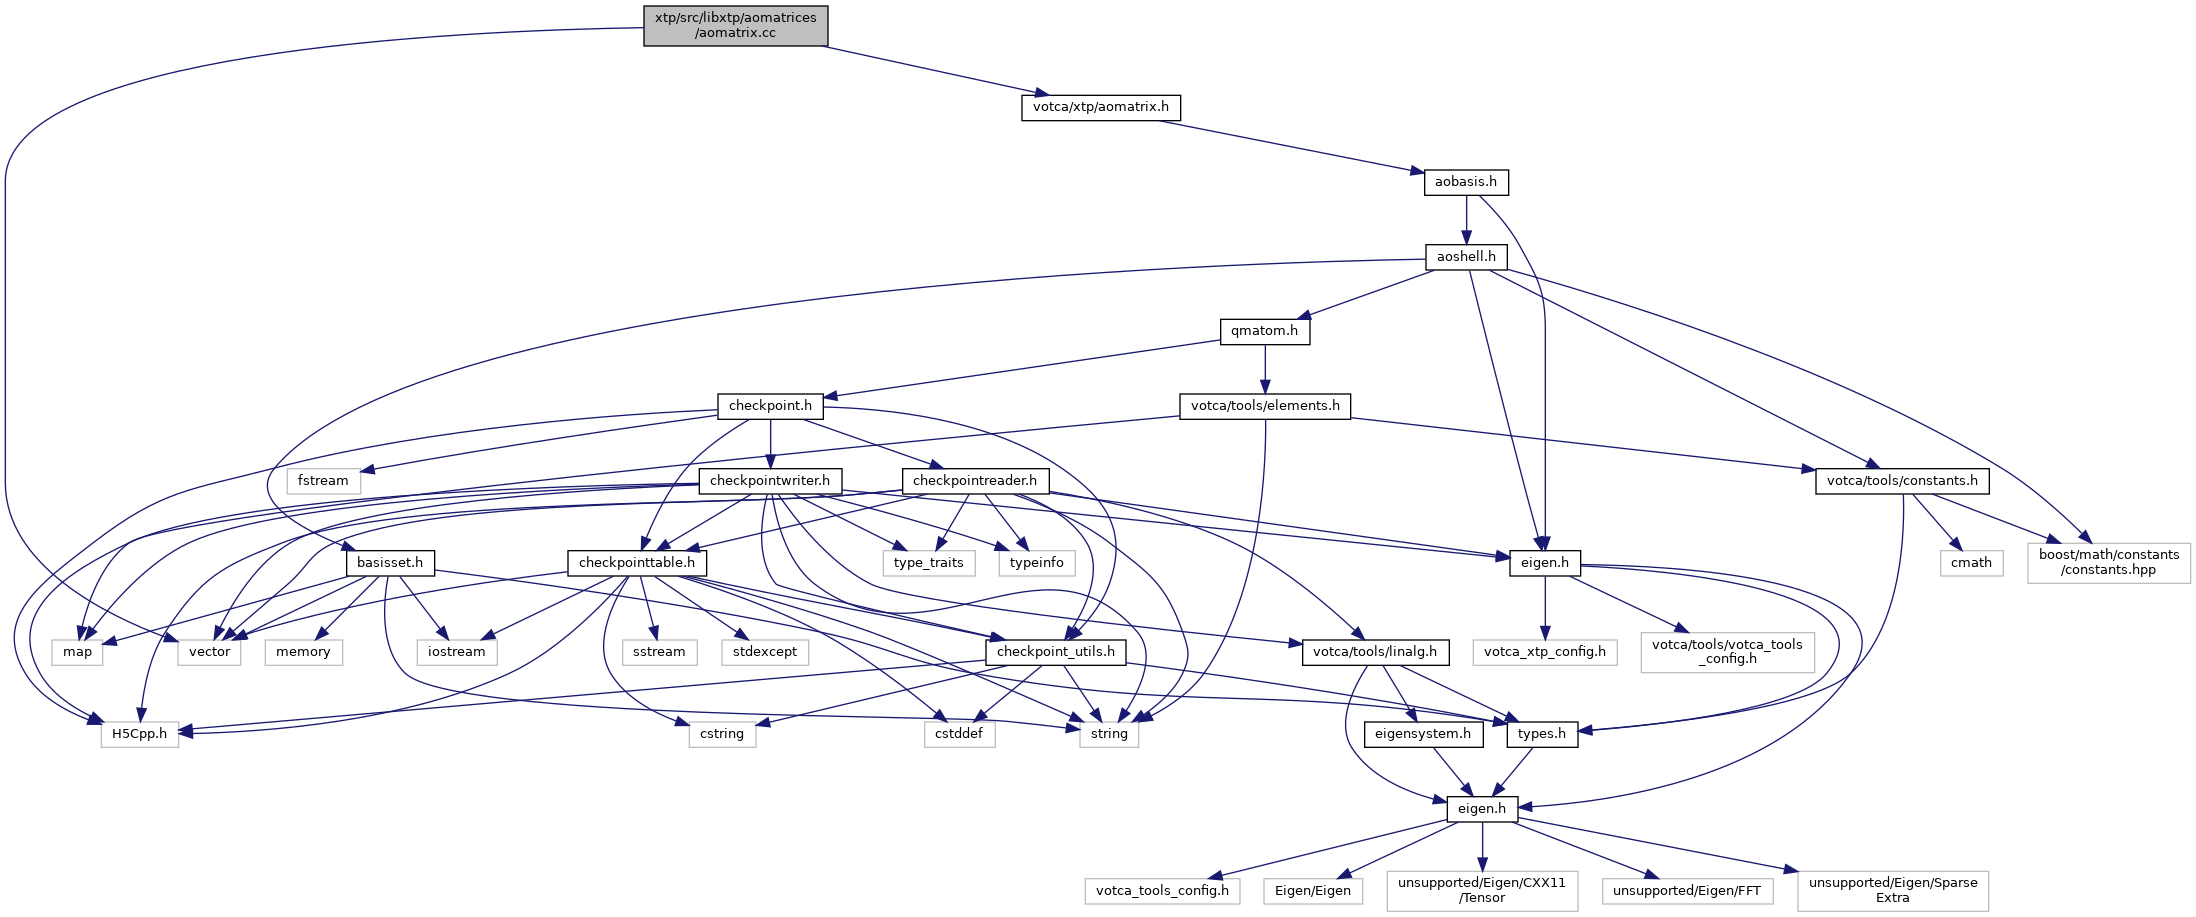 xtp/src/libxtp/aomatrices
/aomatrix.cc
votca/xtp/aomatrix.h
aobasis.h
aoshell.h
qmatom.h
checkpoint.h
votca/tools/elements.h
fstream
checkpointwriter.h
checkpointreader.h
votca/tools/constants.h
basisset.h
checkpointtable.h
type_traits
typeinfo
eigen.h
cmath
boost/math/constants
/constants.hpp
map
vector
memory
iostream
sstream
stdexcept
checkpoint_utils.h
votca/tools/linalg.h
votca_xtp_config.h
votca/tools/votca_tools
_config.h
H5Cpp.h
cstring
cstddef
string
eigensystem.h
types.h
eigen.h
votca_tools_config.h
Eigen/Eigen
unsupported/Eigen/CXX11
/Tensor
unsupported/Eigen/FFT
unsupported/Eigen/Sparse
Extra